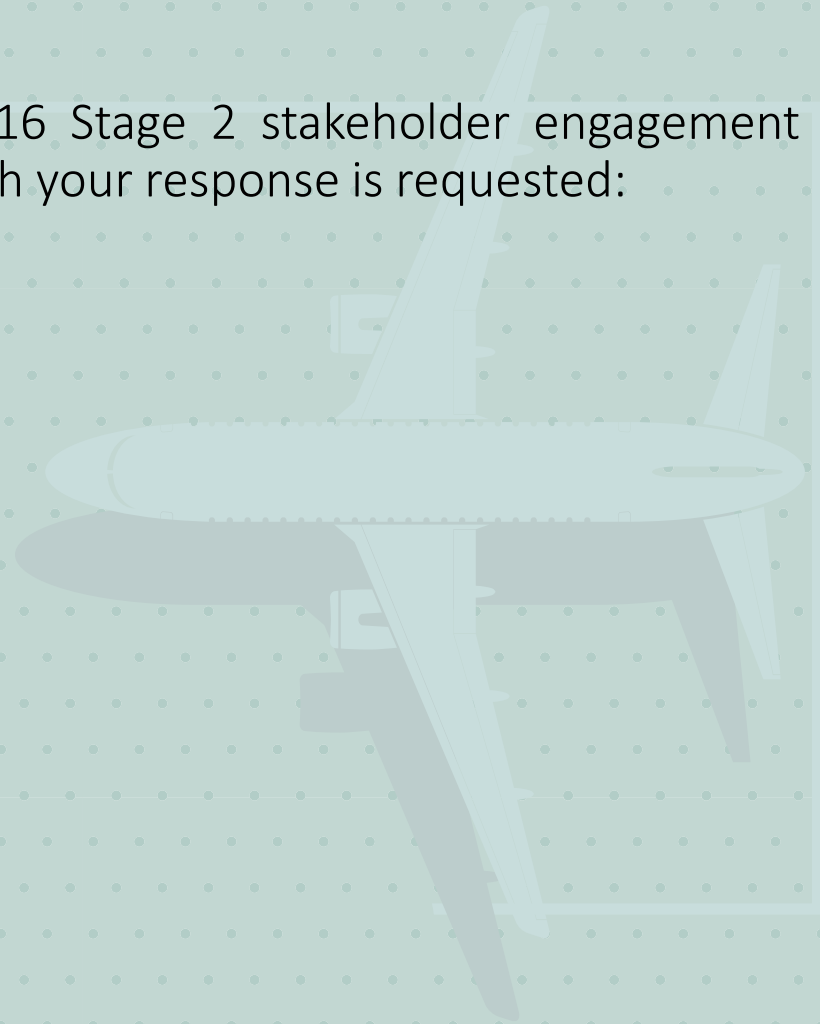 16 Stage 2 stakeholder engagement
h your response is requested: